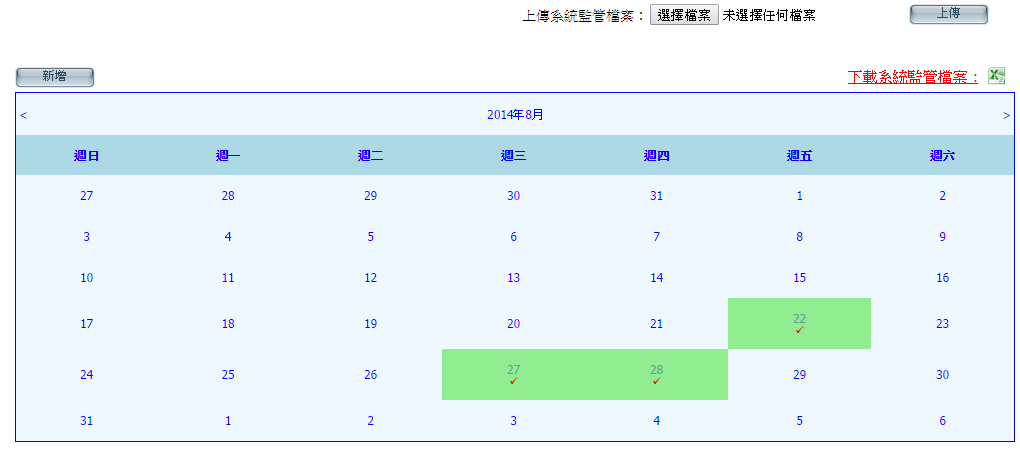 上傳系統監管檔案： 選擇檔案 未選擇任何檔案 上傳
新增 下載系統監管檔案：
< 2014年8月 >
週日 週一 週二 週三 週四 週五 週六
27 28 29 30 31 1 2
3 4 5 6 7 8 9
10 11 12 13 14 15 16
17 18 19 20 21 22 23
✓
24 25 26 27 28 29 30
✓ ✓
31 1 2 3 4 5 6